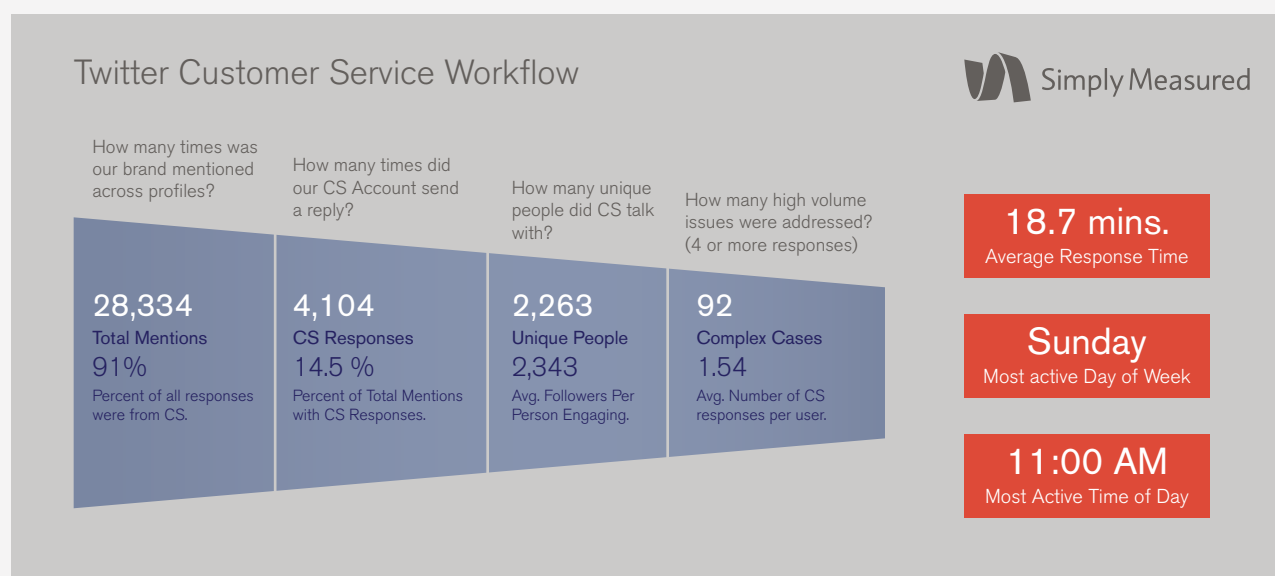 Twitter Customer Service Workflow
Simply Measured
How many times was
our brand mentioned
across profiles?
How many times did
our CS Account send
a reply?
How many unique
people did CS talk
with?
How many high volume
issues were addressed?
(4 or more responses)
28,334
Total Mentions
91%
Percent of all responses
were from CS.
4,104
CS Responses
14.5 %
Percent of Total Mentions
with CS Responses.
2,263
Unique People
2,343
Avg. Followers Per
Person Engaging.
92
Complex Cases
1.54
Avg. Number of CS
responses per user.
18.7 mins.
Average Response Time
Sunday
Most active Day of Week
11:00 AM
Most Active Time of Day